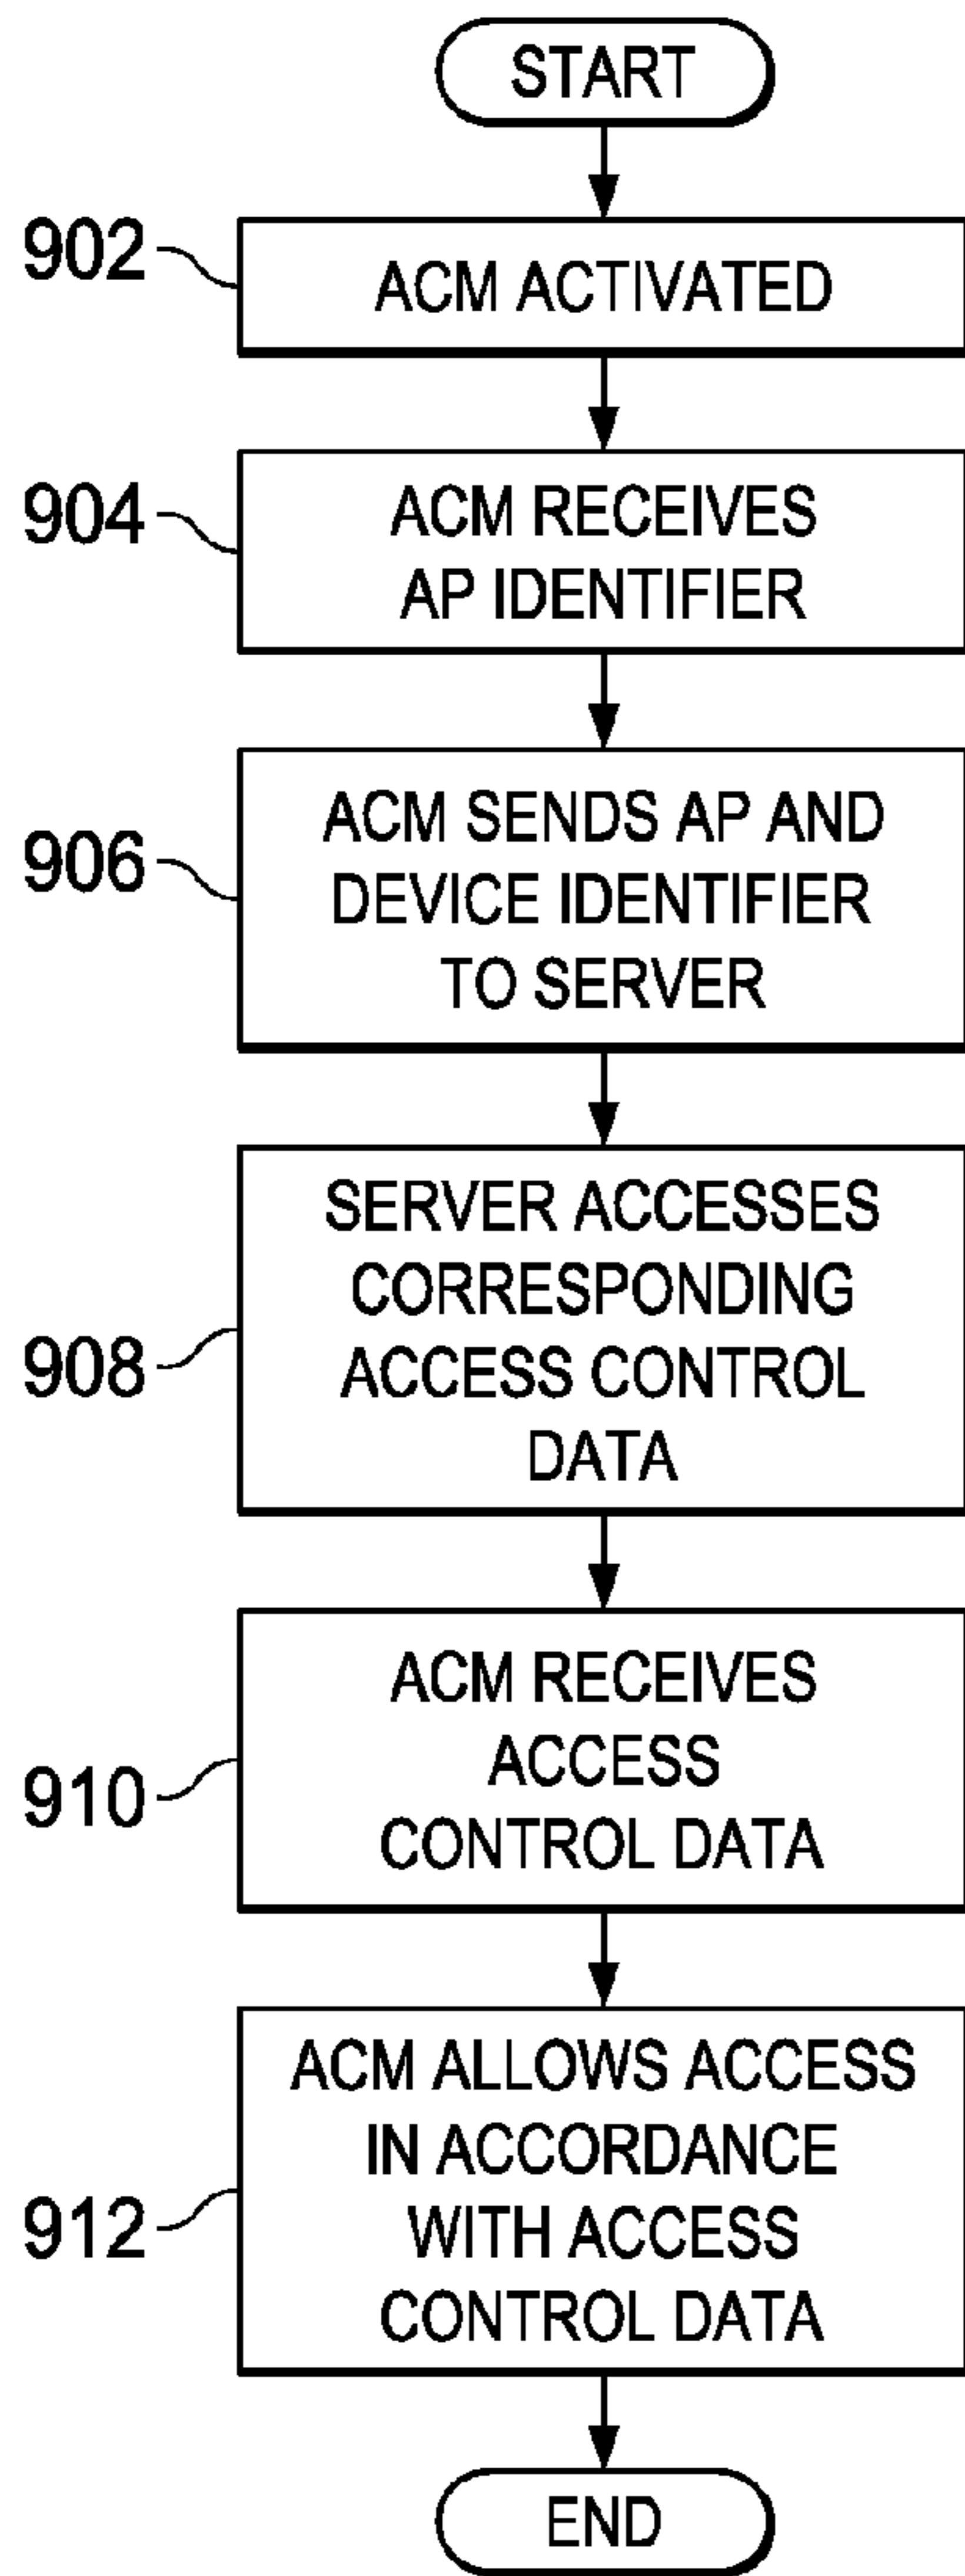 START
902
ACM ACTIVATED
904
ACM RECEIVES
AP IDENTIFIER
906
ACM SENDS AP AND
DEVICE IDENTIFIER
TO SERVER
908
SERVER ACCESSES
CORRESPONDING
ACCESS CONTROL
DATA
910
ACM RECEIVES
ACCESS
CONTROL DATA
912
ACM ALLOWS ACCESS
IN ACCORDANCE
WITH ACCESS
CONTROL DATA
END